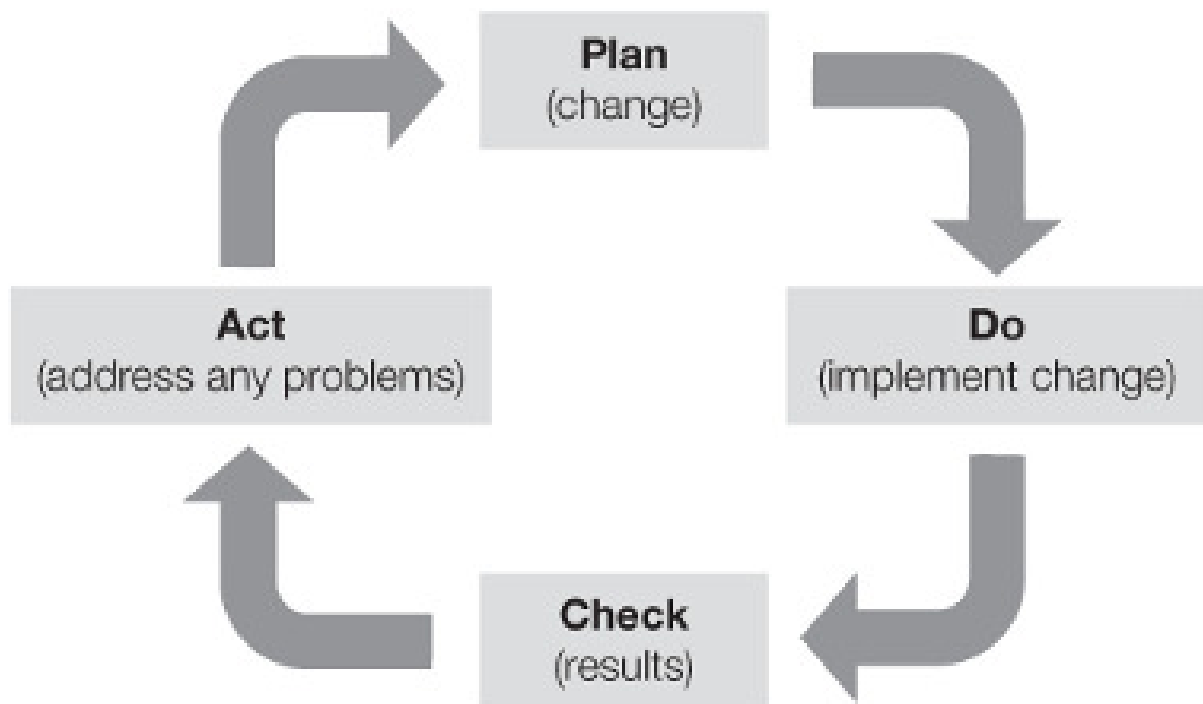 Plan
(change)
Do
(implement change)
Check
(results)
Act
(address any problems)